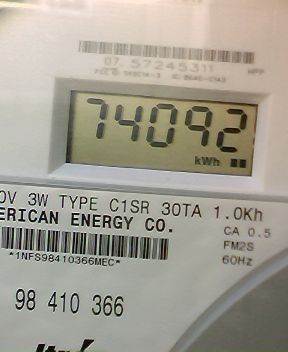 07 57245311
74092
kWh
0V 3W TYPE C1SR 30TA 1.0Kh
ERICAN ENERGY CO.
CA 0.5
FM2S
*1NFS98410366MEC*
60Hz
98 410 366